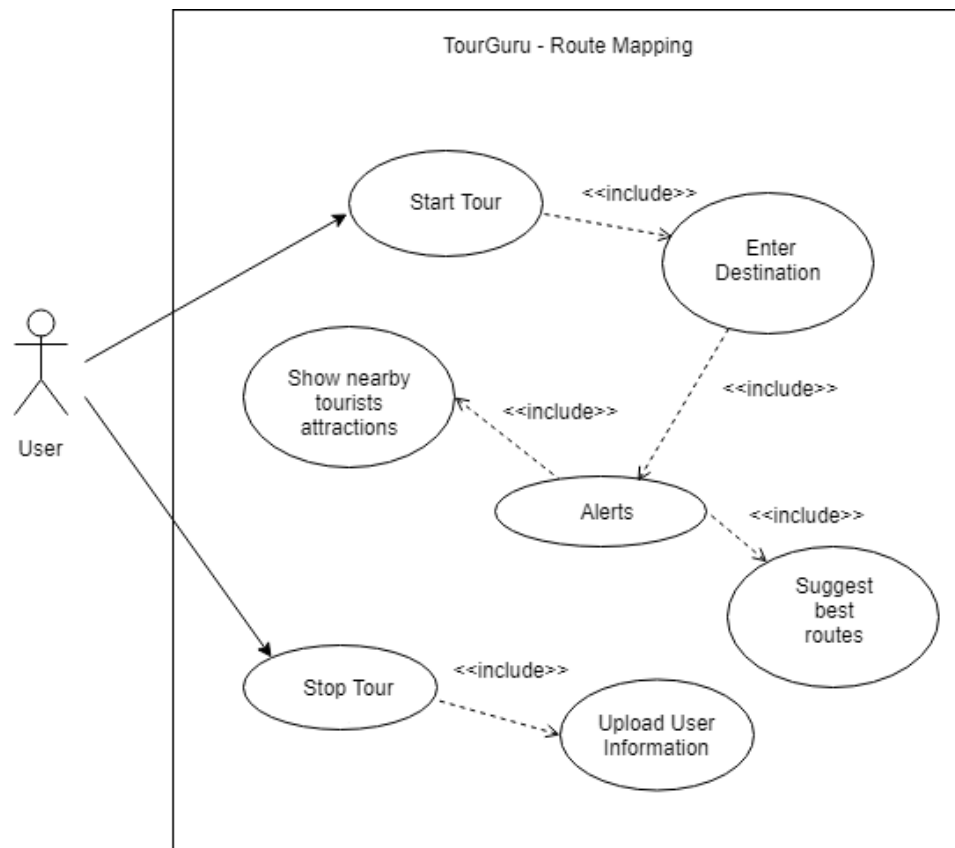 TourGuru - Route Mapping
Start Tour
<<include>>
Enter
Destination
Show nearby
tourists
attractions
<<include>>
<<include>>
User
Alerts
<<include>>
Suggest
best
routes
Stop Tour
<<include>>
Upload User
Information